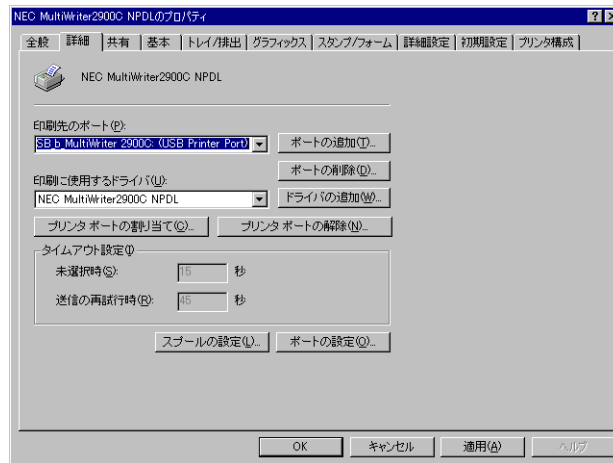 NEC MultiWriter2900C NPDLのプロパティ
全般 詳細 共有 基本 トレイ/排出 グラフィックス スタンプ/フォーム 詳細設定 初期設定 プリンタ構成
NEC MultiWriter2900C NPDL
印刷先のポート(P):
SB_b_MultiWriter 2900C: (USB Printer Port) ポートの追加(T)...
ポートの削除(D)...
印刷に使用するドライバ(U):
NEC MultiWriter2900C NPDL ドライバの追加(W)...
プリンタ ポートの割り当て(C)... プリンタ ポートの解除(N)...
タイムアウト設定(I)
未選択時(S): 15 秒
送信の再試行時(R): 45 秒
スプールの設定(L)... ポートの設定(O)...
OK キャンセル 適用(A) ヘルプ